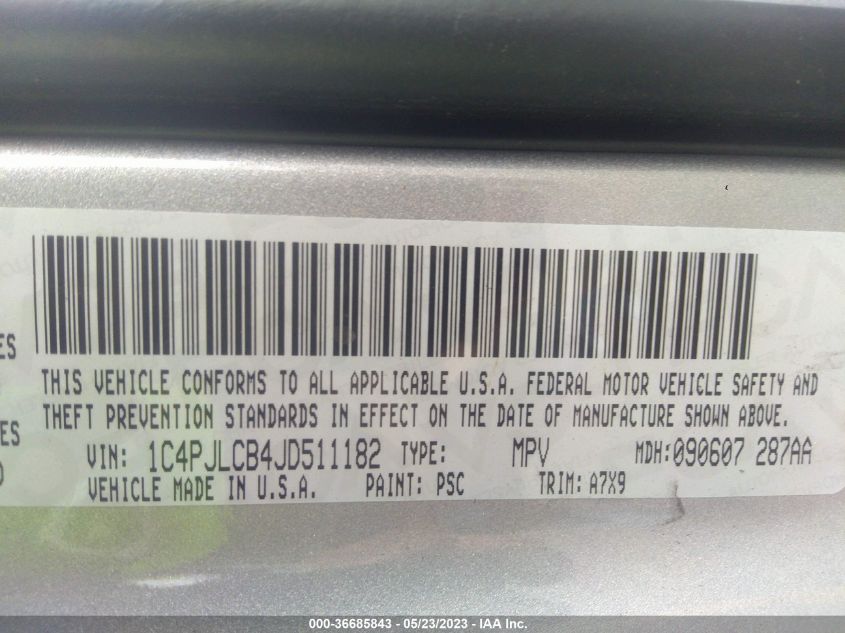 ES
THIS VEHICLE CONFORMS TO ALL APPLICABLE U.S.A. FEDERAL MOTOR VEHICLE SAFETY AND
THEFT PREVENTION STANDARDS IN EFFECT ON THE DATE OF MANUFACTURE SHOWN ABOVE.
ES
VIN: 1C4PJLCB4JD511182 TYPE: MPV MDH:090607 287AA
VEHICLE MADE IN U.S.A. PAINT: PSC TRIM: A7X9
000-36685843 - 05/23/2023 - IAA Inc.